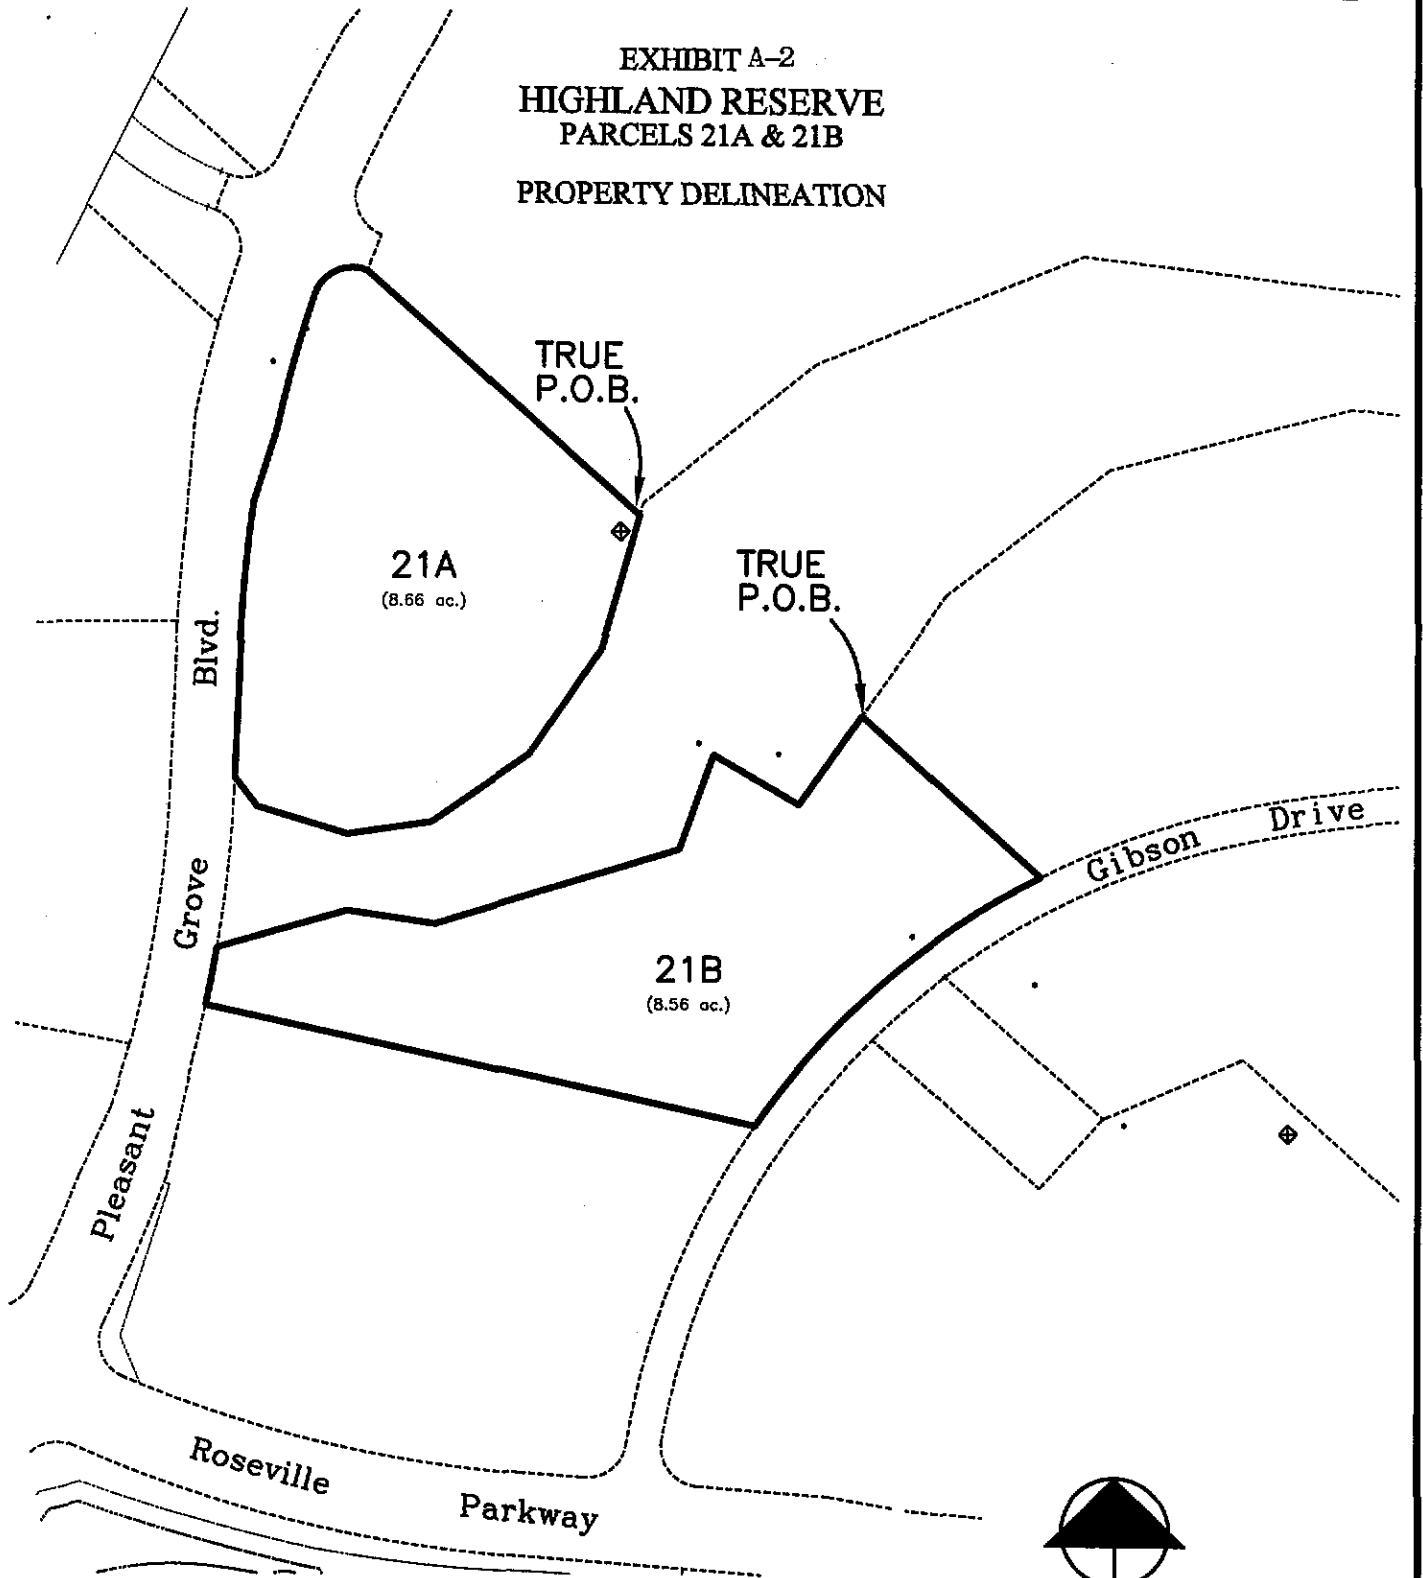 EXHIBIT A-2
HIGHLAND RESERVE
PARCELS 21A & 21B
PROPERTY DELINEATION
TRUE
P.O.B.
21A
(8.66 ac.)
TRUE
P.O.B.
21B
(8.56 ac.)
Pleasant Grove Blvd.
Gibson Drive
Roseville Parkway